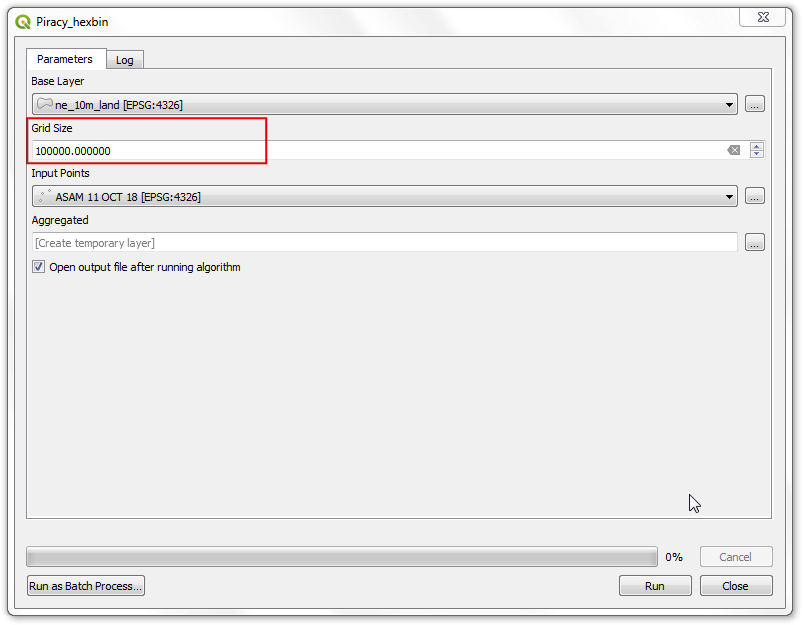 Piracy_hexbin
Parameters
Log
Base Layer
ne_10m_land [EPSG:4326]
...
Grid Size
100000.000000
Input Points
ASAM 11 OCT 18 [EPSG:4326]
...
Aggregated
[Create temporary layer]
...
Open output file after running algorithm
0%
Cancel
Run as Batch Process...
Run
Close